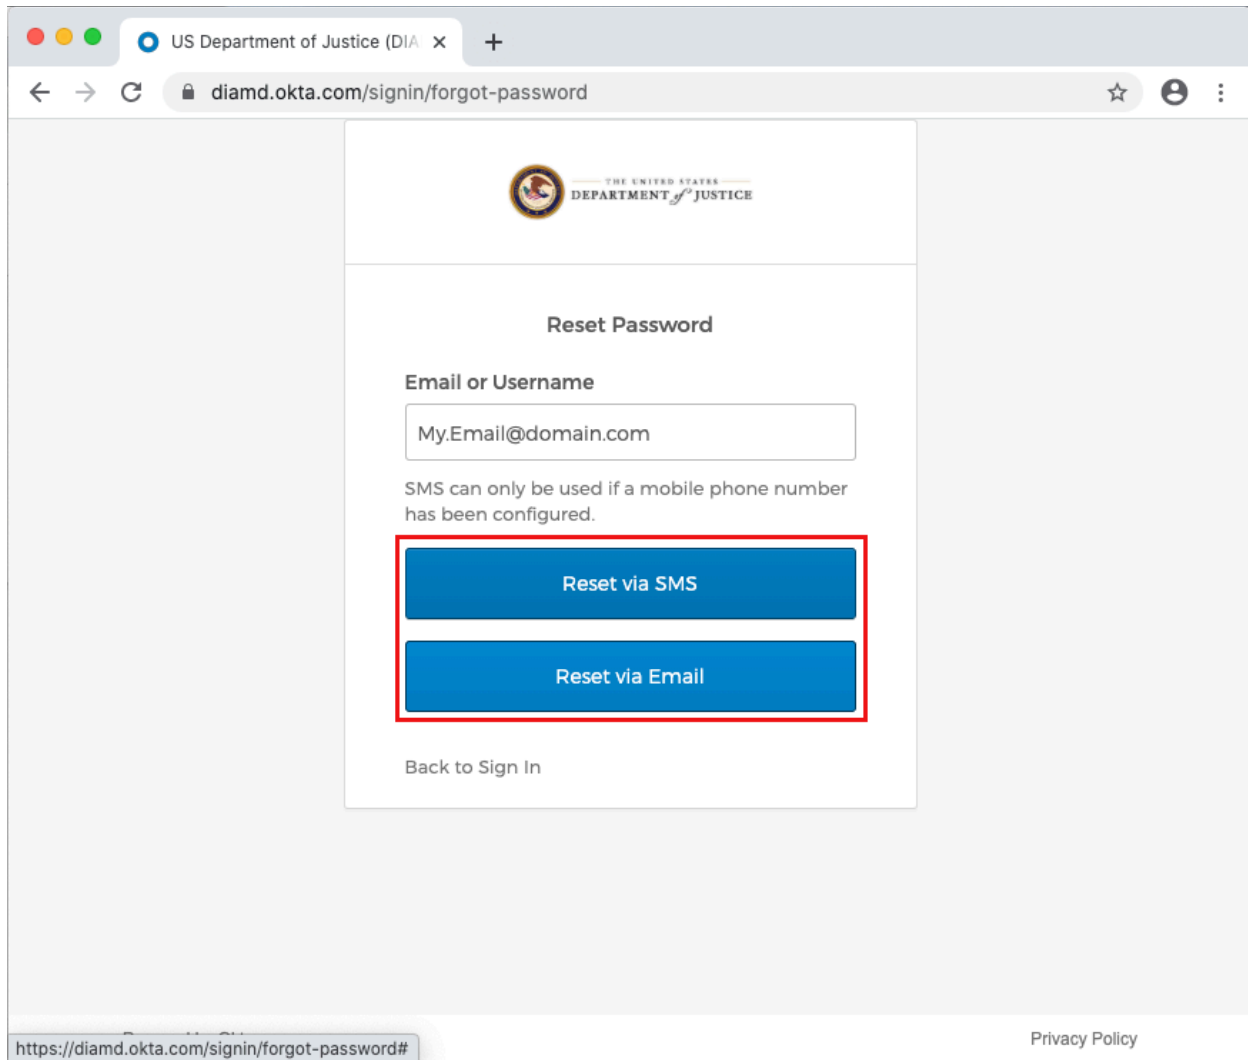 US Department of Justice (DIA
diamd.okta.com/signin/forgot-password
THE UNITED STATES
DEPARTMENT of JUSTICE
Reset Password
Email or Username
My.Email@domain.com
SMS can only be used if a mobile phone number
has been configured.
Reset via SMS
Reset via Email
Back to Sign In
Privacy Policy
https://diamd.okta.com/signin/forgot-password#